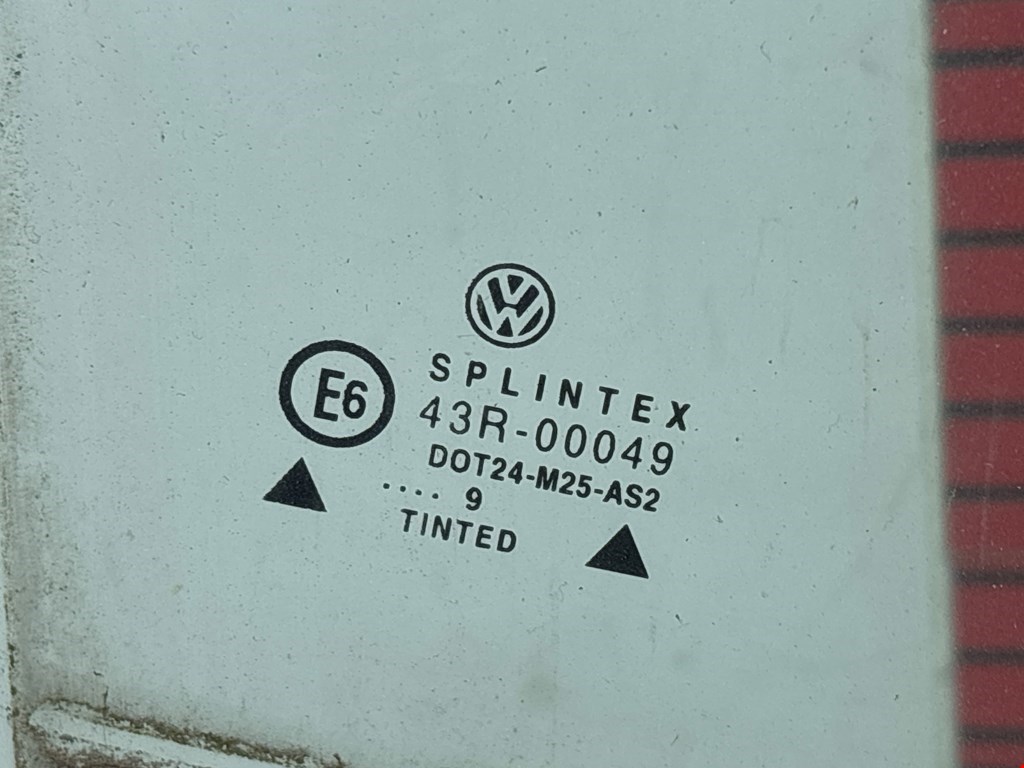 SPLINTEX
E6
43R-00049
DOT24-M25-AS2
.... 9
TINTED